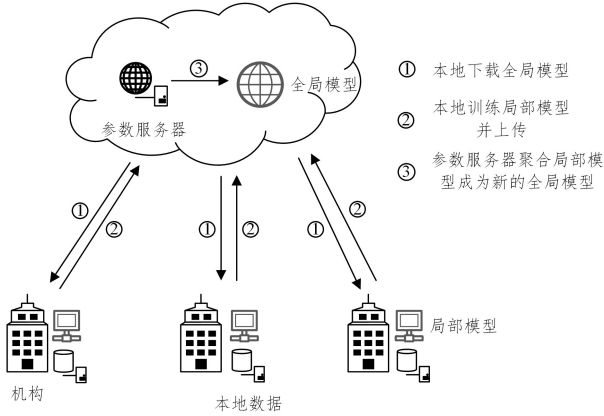 ③
全局模型
参数服务器
① 本地下载全局模型
② 本地训练局部模型
并上传
③ 参数服务器聚合局部模
型成为新的全局模型
①
②
①
②
①
②
局部模型
机构
本地数据